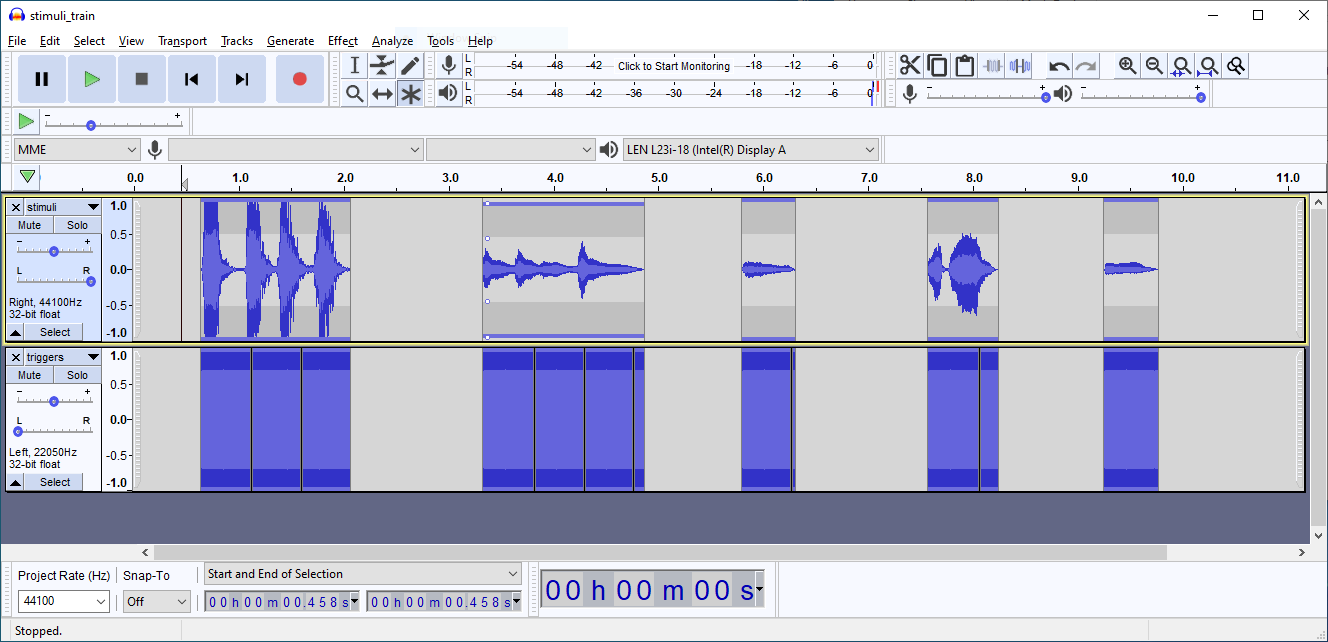 stimuli_train
File Edit Select View Transport Tracks Generate Effect Analyze Tools Help
L -54 -48 -42 Click to Start Monitoring -18 -12 -6 0
R
L -54 -48 -42 -36 -30 -24 -18 -12 -6 0
R
- +
- +
- +
MME LEN L23i-18 (Intel(R) Display A
0.0 1.0 2.0 3.0 4.0 5.0 6.0 7.0 8.0 9.0 10.0 11.0
stimuli 1.0
Mute Solo
- + 0.5
L R 0.0
Right, 44100Hz -0.5
32-bit float
Select -1.0
triggers 1.0
Mute Solo 0.5
- +
L R 0.0
Left, 22050Hz -0.5
32-bit float
Select -1.0
Project Rate (Hz) Snap-To Start and End of Selection
44100 Off 00 h 00 m 00.458 s 00 h 00 m 00.458 s 00 h 00 m 00 s
Stopped.